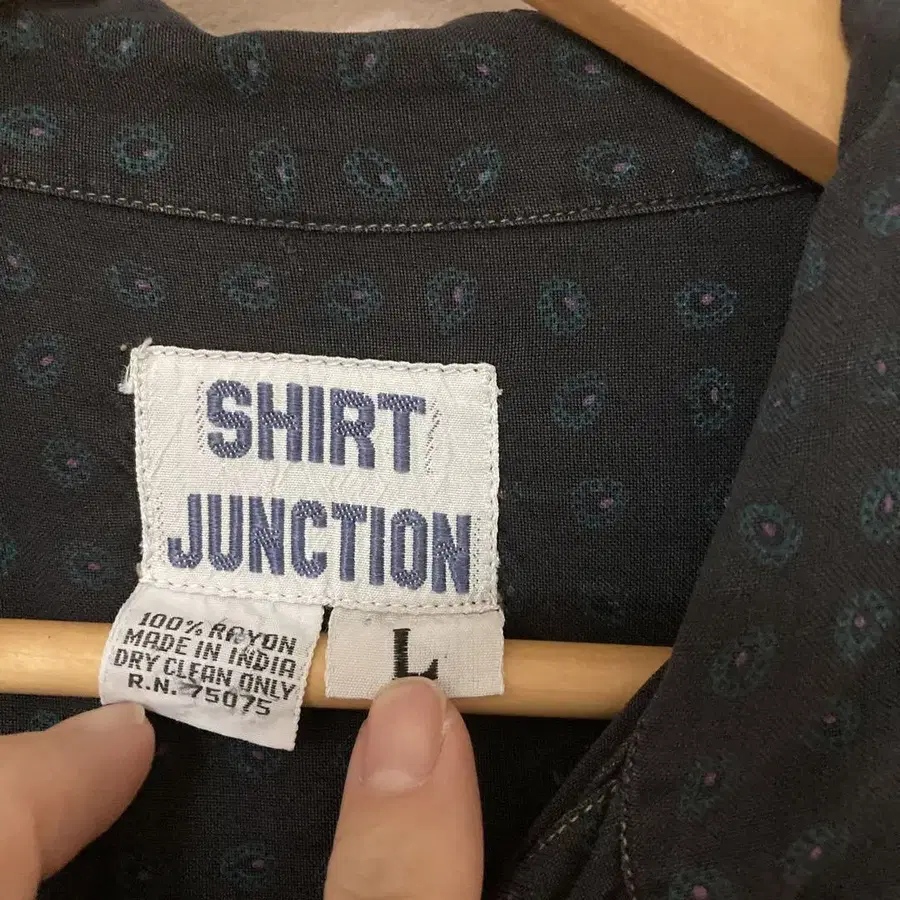 SHIRT
JUNCTION
100% RAYON
MADE IN INDIA
DRY CLEAN ONLY
R.N. 75075
L